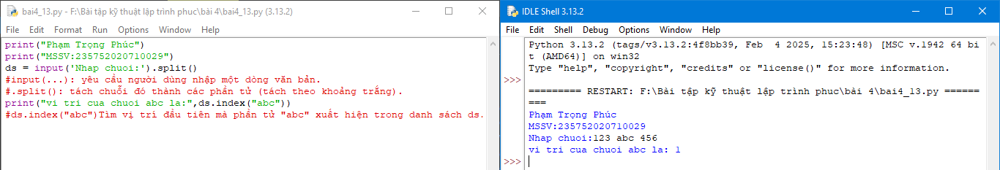 bai4_13.py - F:\Bài tập kỹ thuật lập trình phuc\bài 4\bai4_13.py (3.13.2)
File Edit Format Run Options Window Help
print("Phạm Trọng Phúc")
print("MSSV:235752020710029")
ds = input('Nhap chuoi:').split()
#input(...): yêu cầu người dùng nhập một dòng văn bản.
#.split(): tách chuỗi đó thành các phần tử (tách theo khoảng trắng).
print("vi tri cua chuoi abc la:",ds.index("abc"))
#ds.index("abc")Tìm vị trí đầu tiên mà phần tử "abc" xuất hiện trong danh sách ds.
IDLE Shell 3.13.2
File Edit Shell Debug Options Window Help
Python 3.13.2 (tags/v3.13.2:4f8bb39, Feb  4 2025, 15:23:48) [MSC v.1942 64 bi
t (AMD64)] on win32
Type "help", "copyright", "credits" or "license()" for more information.
>>>
========= RESTART: F:\Bài tập kỹ thuật lập trình phuc\bài 4\bai4_13.py ======
===
Phạm Trọng Phúc
MSSV:235752020710029
Nhap chuoi:123 abc 456
vi tri cua chuoi abc la: 1
>>>